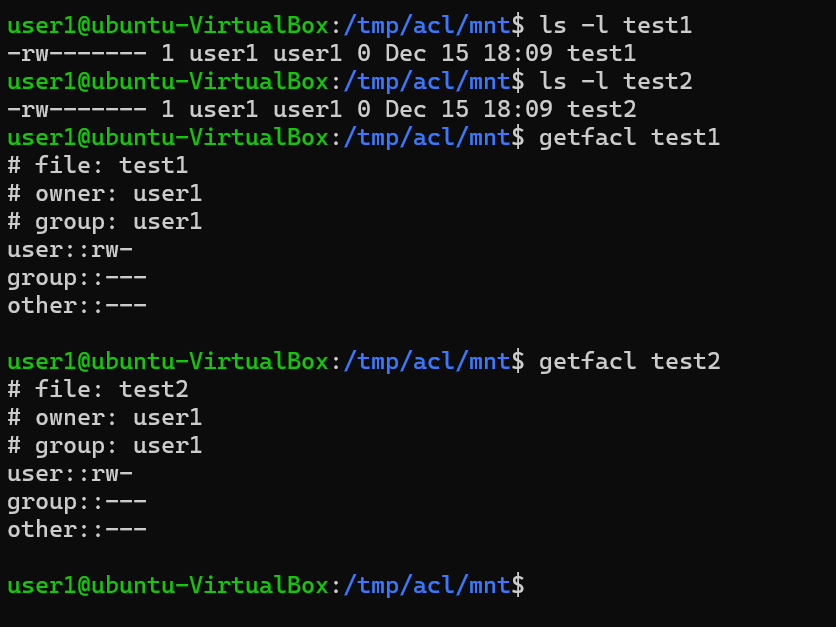 user1@ubuntu-VirtualBox:/tmp/acl/mnt$ ls -l test1
-rw------- 1 user1 user1 0 Dec 15 18:09 test1
user1@ubuntu-VirtualBox:/tmp/acl/mnt$ ls -l test2
-rw------- 1 user1 user1 0 Dec 15 18:09 test2
user1@ubuntu-VirtualBox:/tmp/acl/mnt$ getfacl test1
# file: test1
# owner: user1
# group: user1
user::rw-
group::---
other::---

user1@ubuntu-VirtualBox:/tmp/acl/mnt$ getfacl test2
# file: test2
# owner: user1
# group: user1
user::rw-
group::---
other::---

user1@ubuntu-VirtualBox:/tmp/acl/mnt$